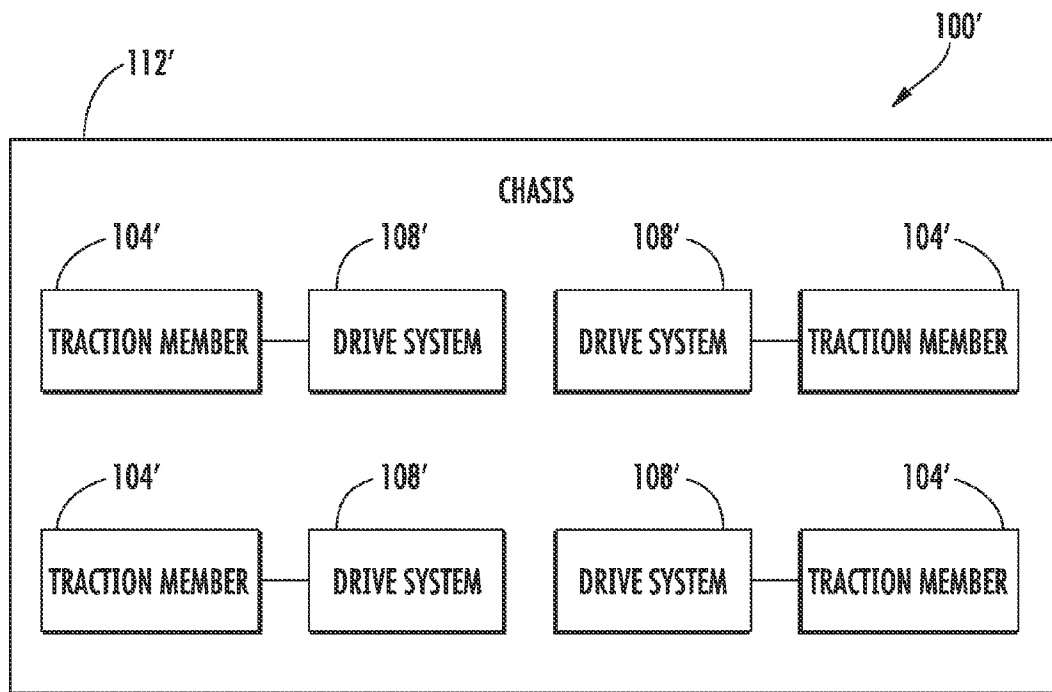 100′
112′
CHASIS
104′ 108′ 108′ 104′
TRACTION MEMBER DRIVE SYSTEM DRIVE SYSTEM TRACTION MEMBER
104′ 108′ 108′ 104′
TRACTION MEMBER DRIVE SYSTEM DRIVE SYSTEM TRACTION MEMBER